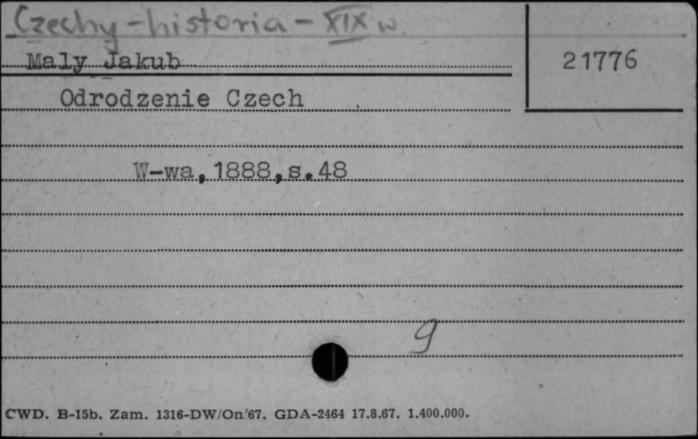 Czechy - historia - XIX w.
Maly Jakub
21776
Odrodzenie Czech
W-wa,1888,s.48
9
CWD. B-15b. Zam. 1316-DW/On/67. GDA-2464 17.8.67. 1.400.000.